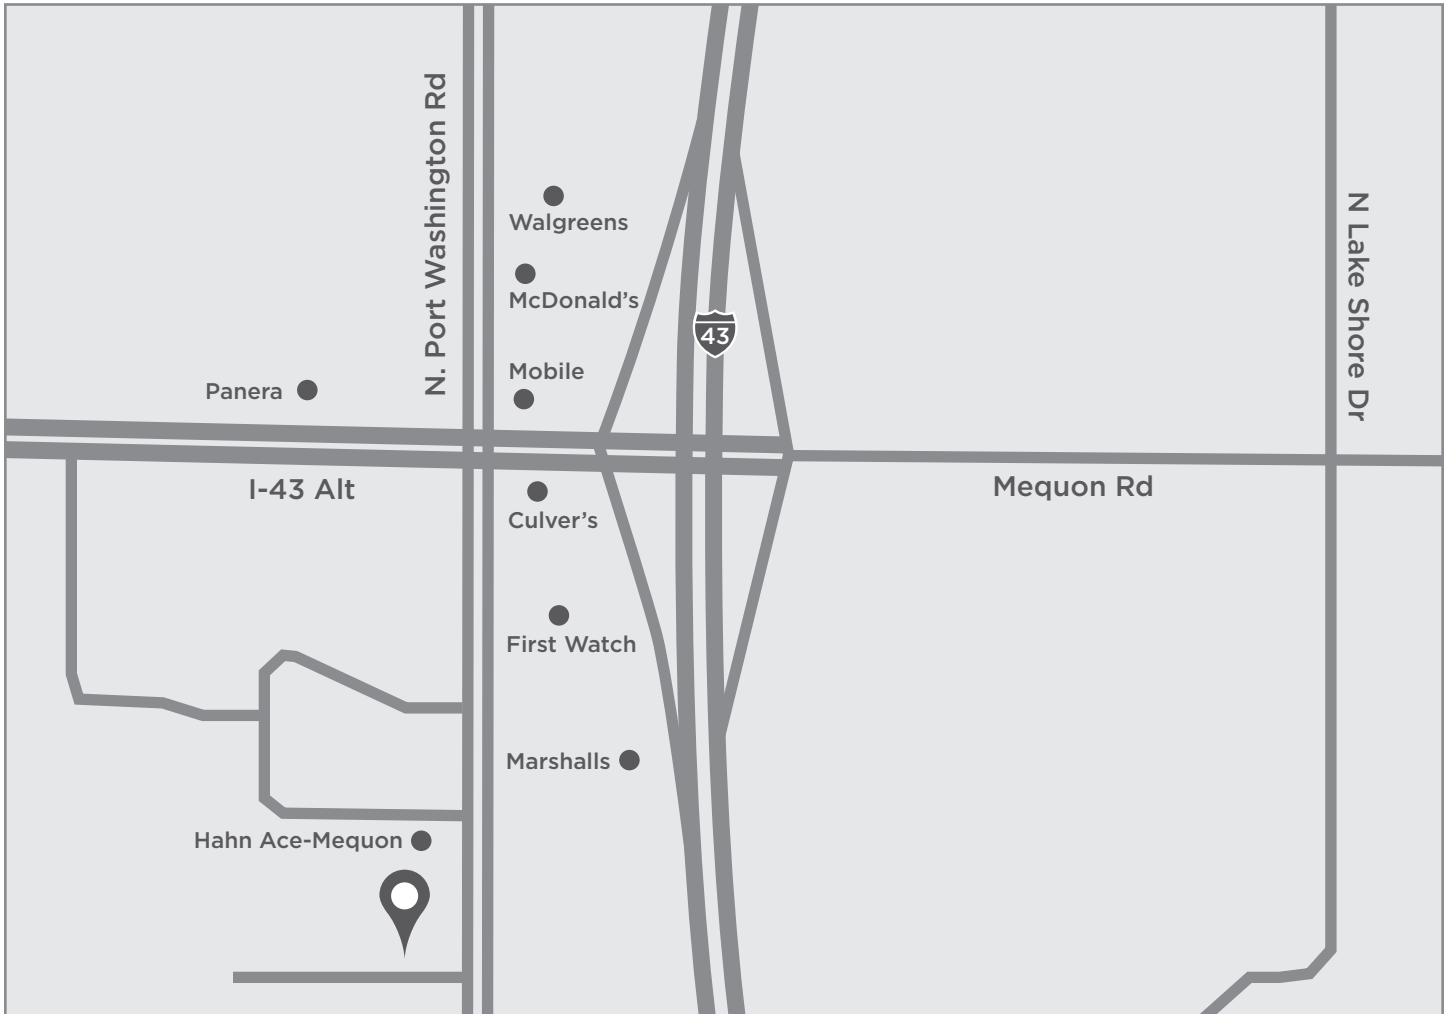 N. Port Washington Rd
Walgreens
N Lake Shore Dr
McDonald's
43
Mobile
Panera
I-43 Alt
Mequon Rd
Culver's
First Watch
Marshalls
Hahn Ace-Mequon